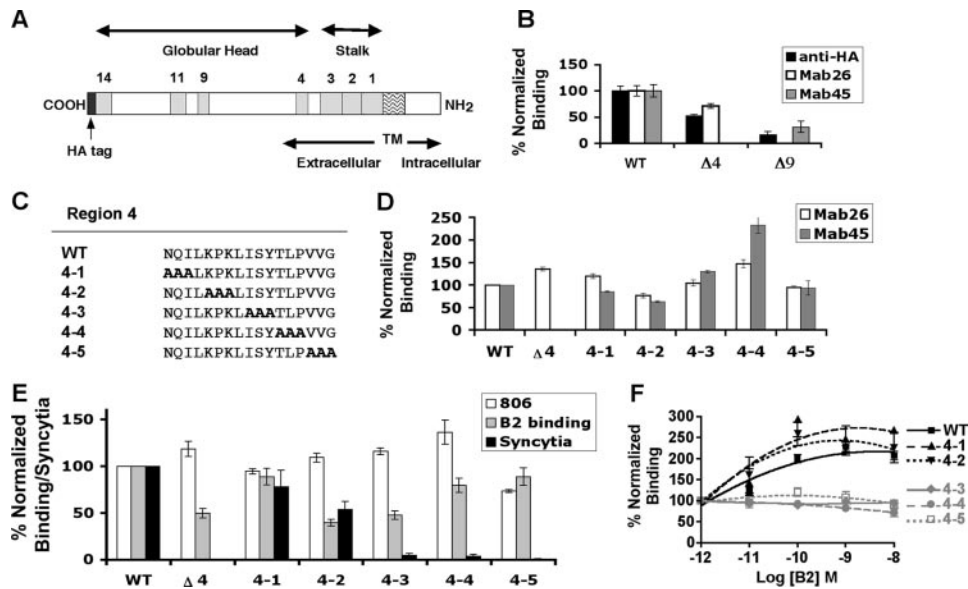 A
Globular Head
Stalk
14 11 9 4 3 2 1
COOH
NH2
HA tag
TM
Extracellular
Intracellular
B
% Normalized Binding
150
100
50
0
WT Δ4 Δ9
anti-HA
Mab26
Mab45
C
Region 4
WT NQILKPKLISYTLPVVG
4-1 AAALKPKLISYTLPVVG
4-2 NQILAAALISYTLPVVG
4-3 NQILKPKLAAATLPVVG
4-4 NQILKPKLISYAAAVVG
4-5 NQILKPKLISYTLPAAA
D
% Normalized Binding
250
200
150
100
50
0
WT Δ4 4-1 4-2 4-3 4-4 4-5
Mab26
Mab45
E
% Normalized Binding/Syncytia
150
100
50
0
WT Δ4 4-1 4-2 4-3 4-4 4-5
806
B2 binding
Syncytia
F
% Normalized Binding
300
250
200
150
100
50
0
-12 -11 -10 -9 -8
Log [B2] M
WT
4-1
4-2
4-3
4-4
4-5